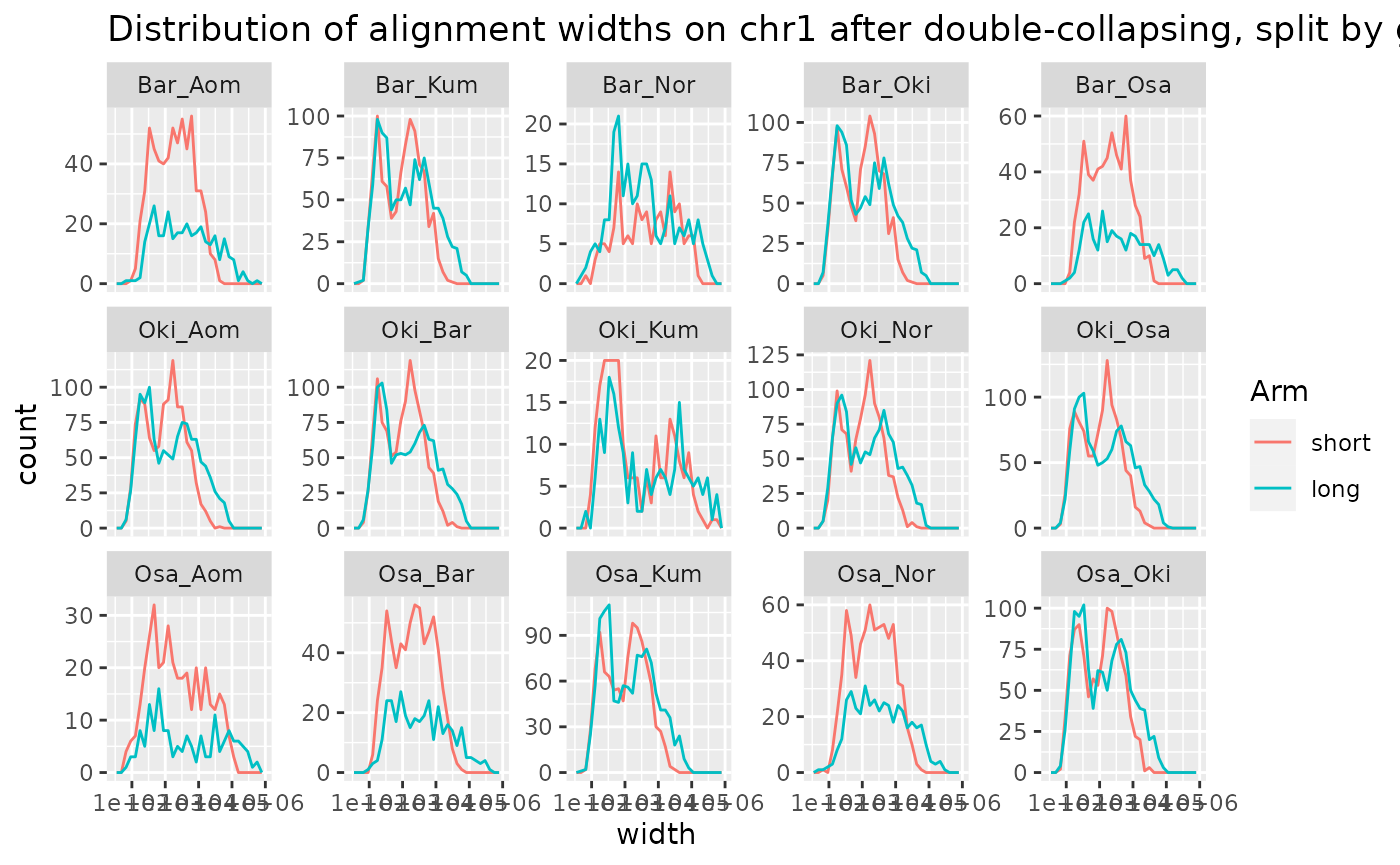 Distribution of alignment widths on chr1 after double-collapsing, split by
Bar_Aom Bar_Kum Bar_Nor Bar_Oki Bar_Osa
40 20 0
100 75 50 25 0
20 15 10 5 0
100 75 50 25 0
60 40 20 0
Oki_Aom Oki_Bar Oki_Kum Oki_Nor Oki_Osa
100 75 50 25 0
100 75 50 25 0
20 15 10 5 0
125 100 75 50 25 0
100 50 0
Osa_Aom Osa_Bar Osa_Kum Osa_Nor Osa_Oki
30 20 10 0
40 20 0
90 60 30 0
60 40 20 0
100 75 50 25 0
count
width
Arm
short
long